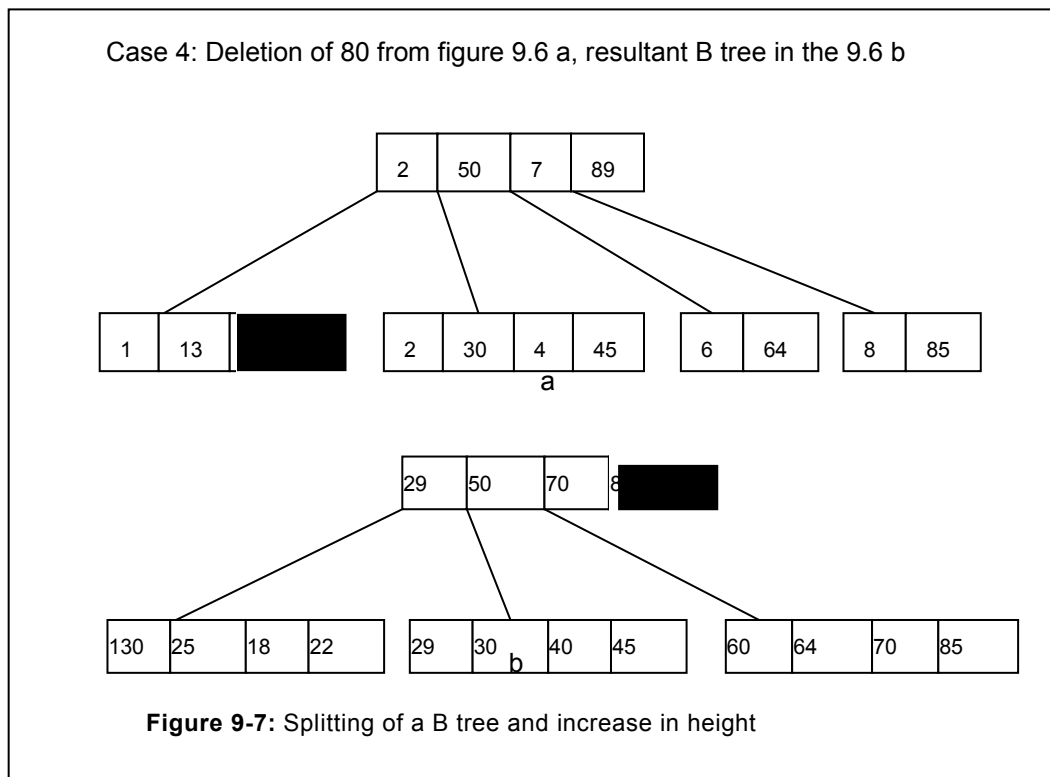 Case 4: Deletion of 80 from figure 9.6 a, resultant B tree in the 9.6 b
2 50 7 89
1 13 2 30 4 45 6 64 8 85
a
29 50 70 8
130 25 18 22 29 30 40 45 60 64 70 85
b
Figure 9-7: Splitting of a B tree and increase in height